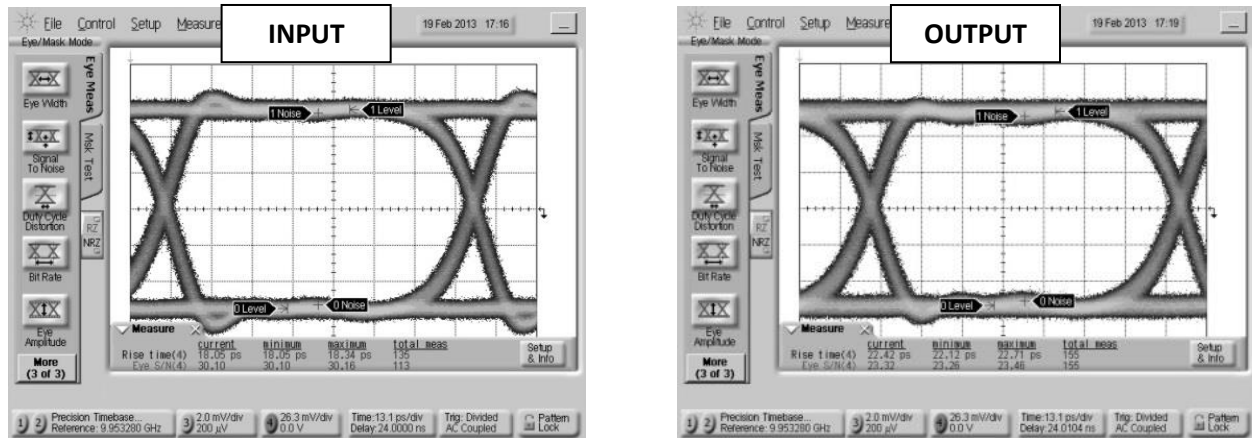 INPUT
File Control Setup Measure
19 Feb 2013 17:16
Eye/Mask Mode
Eye Meas
Msk Test
RZ
NRZ
Eye Width
Signal
To Noise
Duty Cycle
Distortion
Bit Rate
Eye
Amplitude
More
(3 of 3)
1 Noise
1 Level
0 Level
0 Noise
Measure
current minimum maximum total meas
Rise time(4) 18.05 ps 18.05 ps 18.34 ps 135
Eye S/N(4) 30.10 30.10 30.16 113
Setup
& Info
1) 2) Precision Timebase... 3) 2.0 mV/div 4) 26.3 mV/div Time:13.1 ps/div Trig: Divided Pattern
Reference: 9.953280 GHz 200 µV 0.0 V Delay:24.0000 ns AC Coupled Lock
OUTPUT
File Control Setup Measure
19 Feb 2013 17:19
Eye/Mask Mode
Eye Meas
Msk Test
RZ
NRZ
Eye Width
Signal
To Noise
Duty Cycle
Distortion
Bit Rate
Eye
Amplitude
More
(3 of 3)
1 Noise
1 Level
0 Level
0 Noise
Measure
current minimum maximum total meas
Rise time(4) 22.42 ps 22.12 ps 22.71 ps 155
Eye S/N(4) 23.32 23.26 23.46 155
Setup
& Info
1) 2) Precision Timebase... 3) 2.0 mV/div 4) 26.3 mV/div Time:13.1 ps/div Trig: Divided Pattern
Reference: 9.953280 GHz 200 µV 0.0 V Delay:24.0104 ns AC Coupled Lock